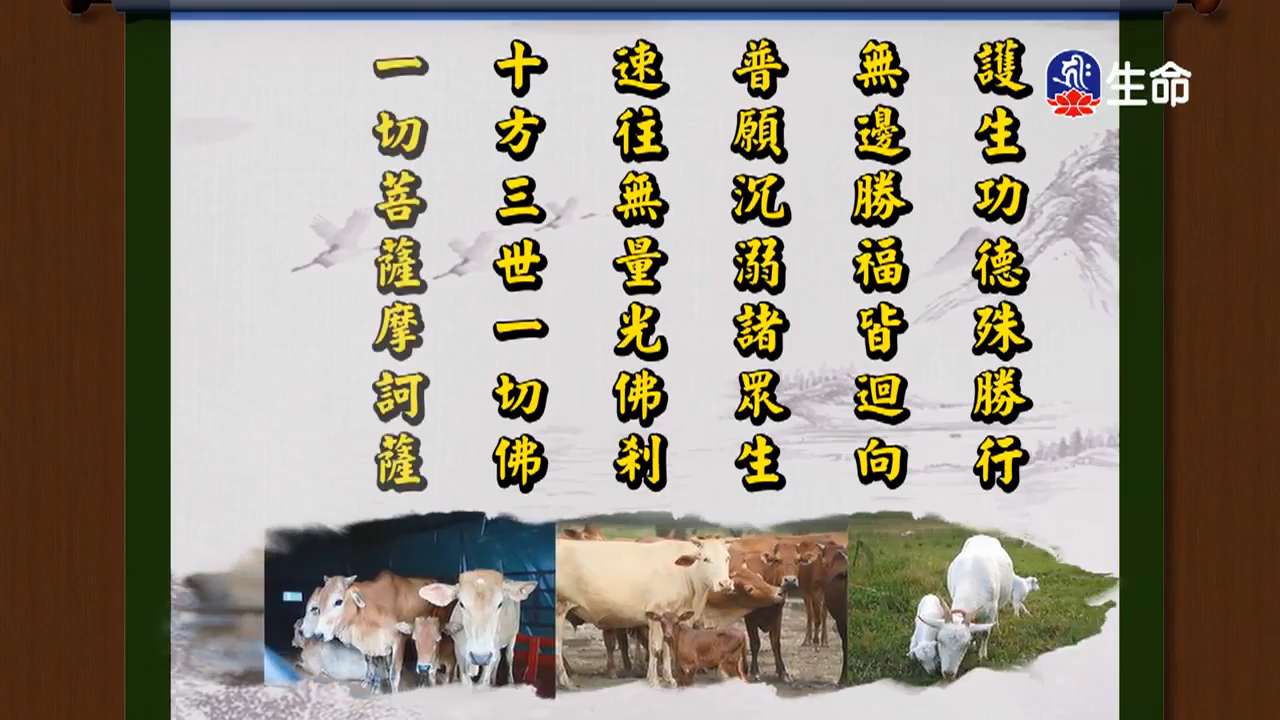 護生功德殊勝行
無邊勝福皆迴向
普願沉溺諸眾生
速往無量光佛剎
十方三世一切佛
一切菩薩摩訶薩
生命